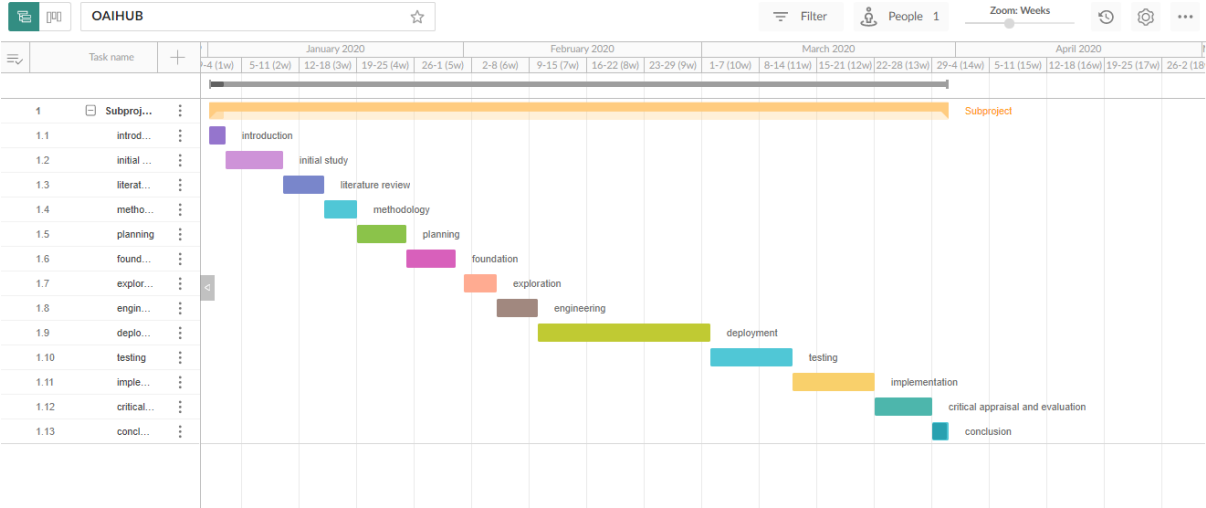 OAIHUB
Filter
People 1
Zoom: Weeks
Task name
January 2020
February 2020
March 2020
April 2020
-4 (1w) 5-11 (2w) 12-18 (3w) 19-25 (4w) 26-1 (5w) 2-8 (6w) 9-15 (7w) 16-22 (8w) 23-29 (9w) 1-7 (10w) 8-14 (11w) 15-21 (12w) 22-28 (13w) 29-4 (14w) 5-11 (15w) 12-18 (16w) 19-25 (17w) 26-2 (18
1 Subproj... Subproject
1.1 introd... introduction
1.2 initial ... initial study
1.3 literat... literature review
1.4 metho... methodology
1.5 planning planning
1.6 found... foundation
1.7 explor... exploration
1.8 engin... engineering
1.9 deplo... deployment
1.10 testing testing
1.11 imple... implementation
1.12 critical... critical appraisal and evaluation
1.13 concl... conclusion